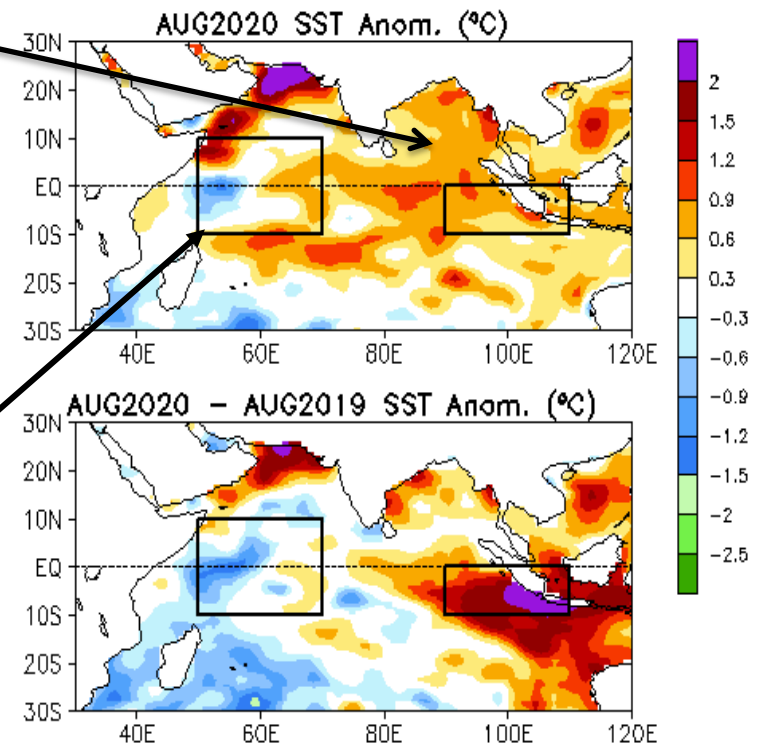 AUG2020 SST Anom. (ºC)
30N
20N
10N
EQ
10S
20S
30S
40E 60E 80E 100E 120E
AUG2020 – AUG2019 SST Anom. (ºC)
30N
20N
10N
EQ
10S
20S
30S
40E 60E 80E 100E 120E
2
1.5
1.2
0.9
0.6
0.3
-0.3
-0.6
-0.9
-1.2
-1.5
-2
-2.5